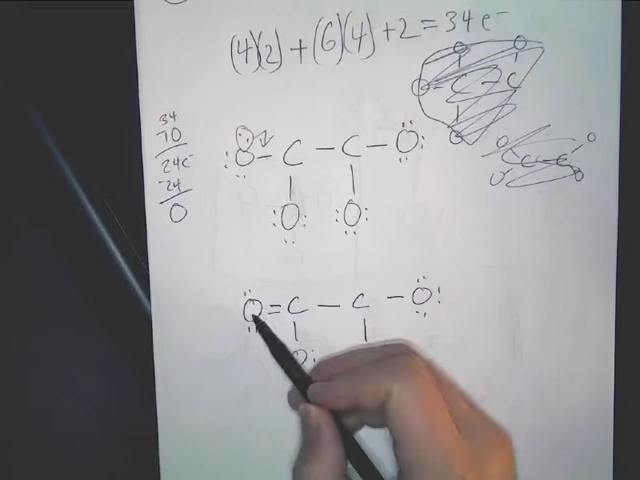 (4)(2) + (6)(4) + 2 = 34 e⁻
34
10
24e⁻
24
0
O - C - C - O
O O
O = C - C - O
O